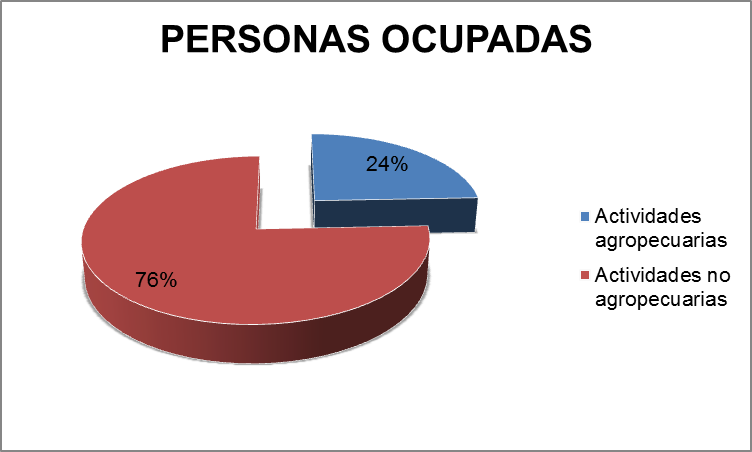 PERSONAS OCUPADAS
24%
76%
Actividades
agropecuarias
Actividades no
agropecuarias